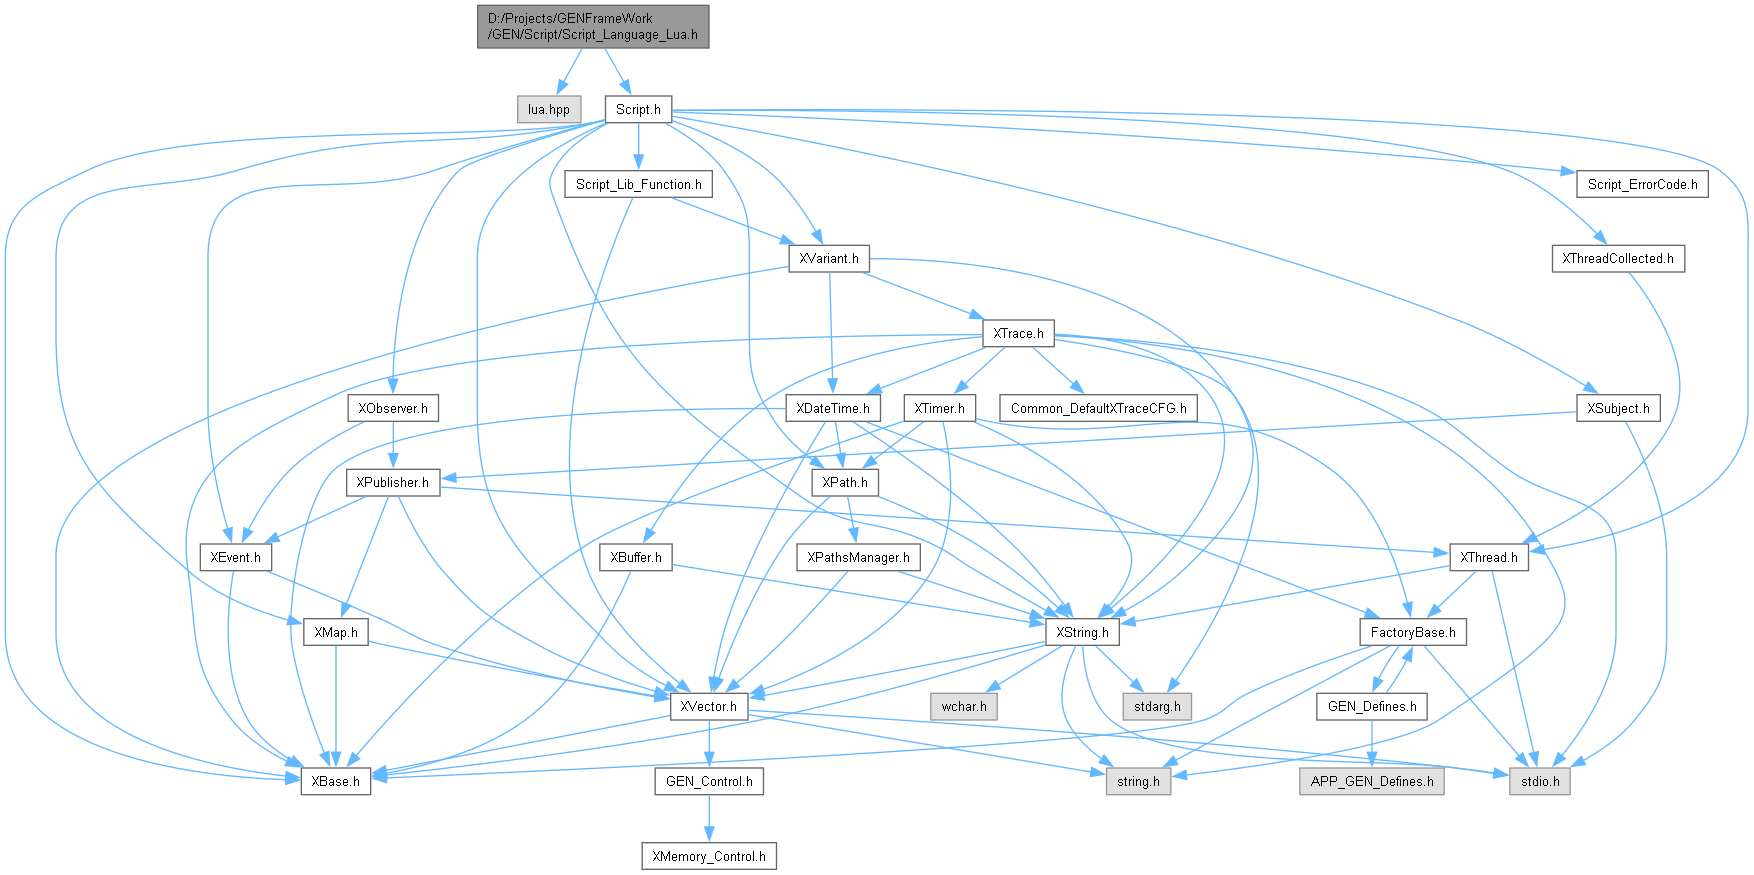 D:/Projects/GENFrameWork
/GEN/Script/Script_Language_Lua.h
lua.hpp
Script.h
Script_Lib_Function.h
Script_ErrorCode.h
XVariant.h
XThreadCollected.h
XTrace.h
XObserver.h
XDateTime.h
XTimer.h
Common_DefaultXTraceCFG.h
XSubject.h
XPublisher.h
XPath.h
XEvent.h
XBuffer.h
XPathsManager.h
XThread.h
XMap.h
XString.h
FactoryBase.h
XVector.h
wchar.h
stdarg.h
GEN_Defines.h
XBase.h
GEN_Control.h
string.h
APP_GEN_Defines.h
stdio.h
XMemory_Control.h